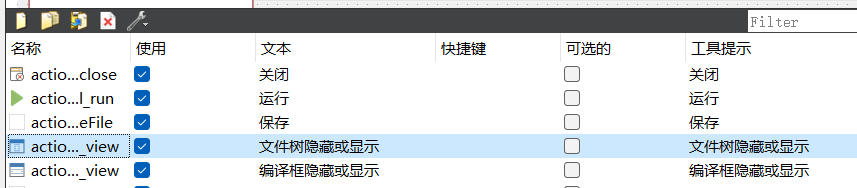 Filter
名称 使用 文本 快捷键 可选的 工具提示
actio...close 关闭 关闭
actio...l_run 运行 运行
actio...eFile 保存 保存
actio..._view 文件树隐藏或显示 文件树隐藏或显示
actio..._view 编译框隐藏或显示 编译框隐藏或显示